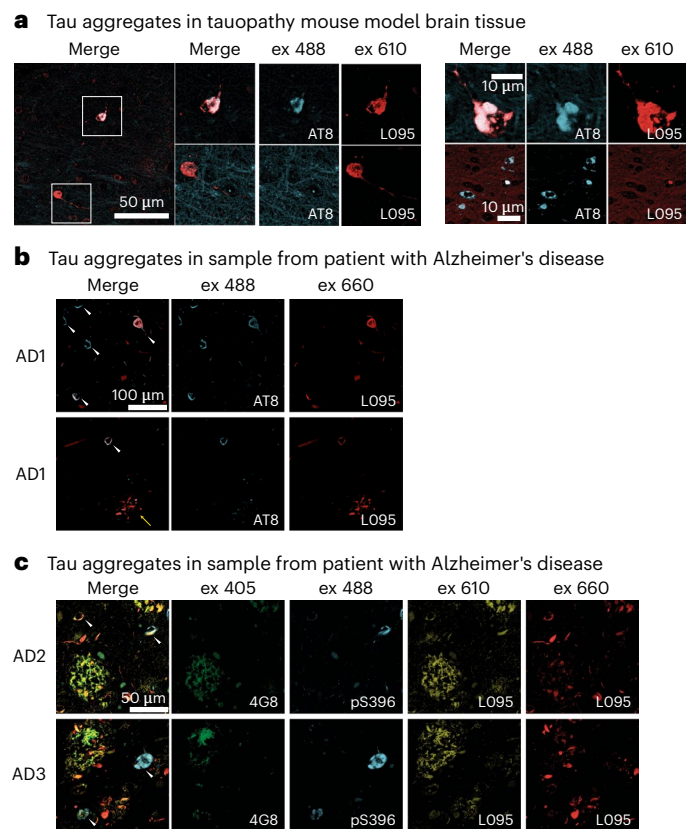 a Tau aggregates in tauopathy mouse model brain tissue
Merge Merge ex 488 ex 610 Merge ex 488 ex 610
10 μm
AT8 L095 AT8 L095
50 μm AT8 L095 10 μm AT8 L095
b Tau aggregates in sample from patient with Alzheimer's disease
Merge ex 488 ex 660
AD1
100 μm AT8 L095
AD1
AT8 L095
c Tau aggregates in sample from patient with Alzheimer's disease
Merge ex 405 ex 488 ex 610 ex 660
AD2
50 μm 4G8 pS396 L095 L095
AD3
4G8 pS396 L095 L095